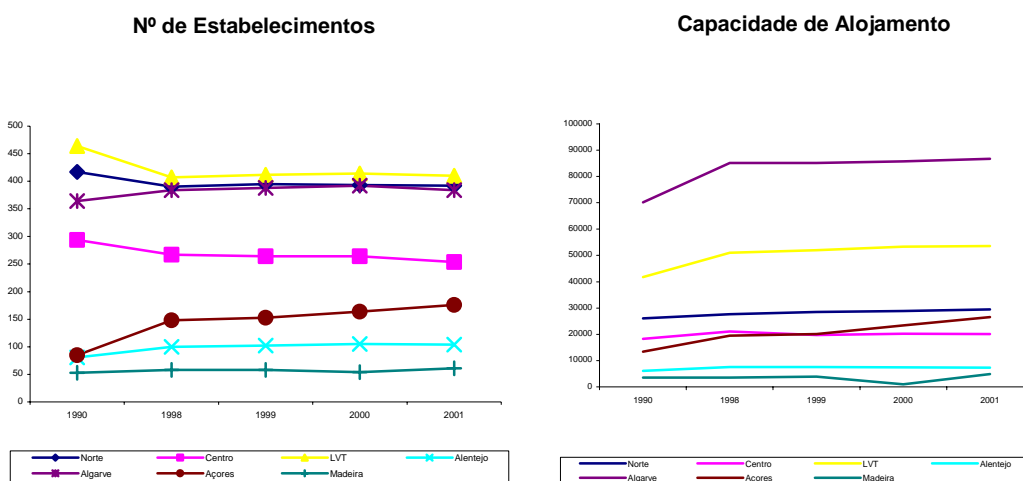 Nº de Estabelecimentos
500
450
400
350
300
250
200
150
100
50
0
1990 1998 1999 2000 2001
Norte Centro LVT Alentejo
Algarve Açores Madeira
Capacidade de Alojamento
100000
90000
80000
70000
60000
50000
40000
30000
20000
10000
0
1990 1998 1999 2000 2001
Norte Centro LVT Alentejo
Algarve Açores Madeira